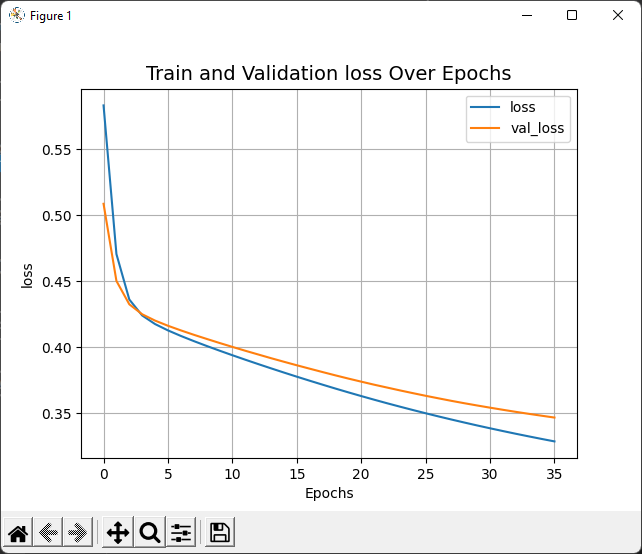 Figure 1
Train and Validation loss Over Epochs
loss
val_loss
0.55
0.50
0.45
0.40
0.35
loss
0 5 10 15 20 25 30 35
Epochs